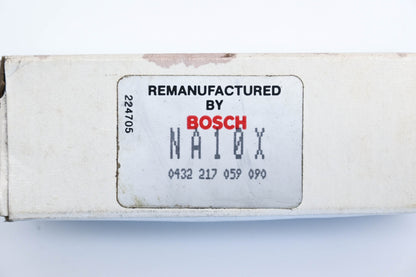 REMANUFACTURED
BY
BOSCH
NA10X
0432 217 059 090
224705